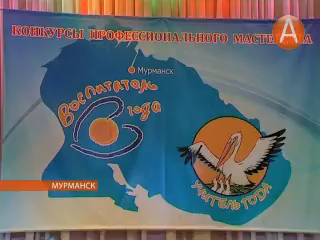 КОНКУРСЫ ПРОФЕССИОНАЛЬНОГО МАСТЕРСТВА
Мурманск
Воспитатель
года
УЧИТЕЛЬ ГОДА
МУРМАНСК